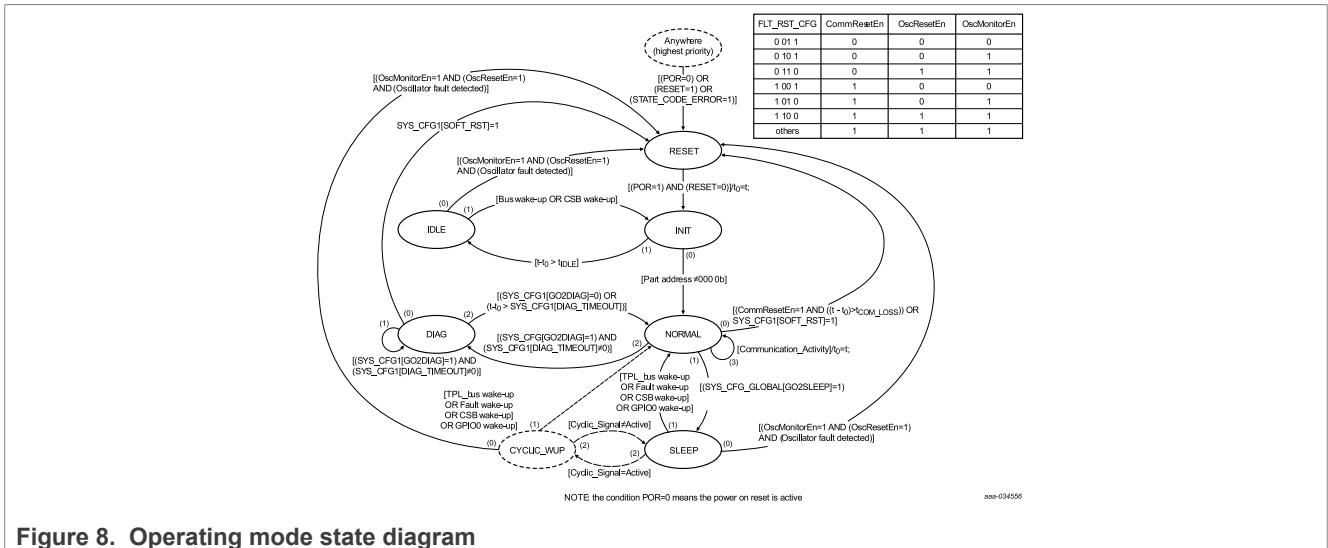 FLT_RST_CFG CommResetEn OscResetEn OscMonitorEn
0 01 1 0 0 0
0 10 1 0 0 1
0 11 0 0 1 1
1 00 1 1 0 0
1 01 0 1 0 1
1 10 0 1 1 1
others 1 1 1
Anywhere
(highest priority)
[(POR=0) OR
(RESET=1) OR
(STATE_CODE_ERROR=1)]
[(OscMonitorEn=1 AND (OscResetEn=1)
AND (Oscillator fault detected)]
SYS_CFG1[SOFT_RST]=1
RESET
[(OscMonitorEn=1 AND (OscResetEn=1)
AND (Oscillator fault detected)]
[(POR=1) AND (RESET=0)]/t0=t;
(0)
(1)
[Bus wake-up OR CSB wake-up]
IDLE
INIT
(1)
(0)
[t-t0 > tIDLE]
[Part address ≠000 0b]
[(SYS_CFG1[GO2DIAG]=0) OR
(t-t0 > SYS_CFG1[DIAG_TIMEOUT])]
[(CommResetEn=1 AND ((t - t0)>tCOM_LOSS)) OR
SYS_CFG1[SOFT_RST]=1]
(0)
(1)
(2)
DIAG
NORMAL
(0)
[(SYS_CFG[GO2DIAG]=1) AND
(SYS_CFG1[DIAG_TIMEOUT]≠0)]
(2)
(1)
(3)
[Communication_Activity]/t0=t;
[(SYS_CFG1[GO2DIAG]=1) AND
(SYS_CFG1[DIAG_TIMEOUT]≠0)]
[TPL_bus wake-up
OR Fault wake-up
OR CSB wake-up]
OR GPIO0 wake-up]
[TPL_bus wake-up
OR Fault wake-up
OR CSB wake-up]
OR GPIO0 wake-up]
[(SYS_CFG_GLOBAL[GO2SLEEP]=1)
(1)
[Cyclic_Signal≠Active]
(1)
[(OscMonitorEn=1 AND (OscResetEn=1)
AND (Oscillator fault detected)]
(0)
CYCLIC_WUP
(2)
(2)
SLEEP
(0)
[Cyclic_Signal=Active]
NOTE: the condition POR=0 means the power on reset is active
aaa-034556
Figure 8. Operating mode state diagram